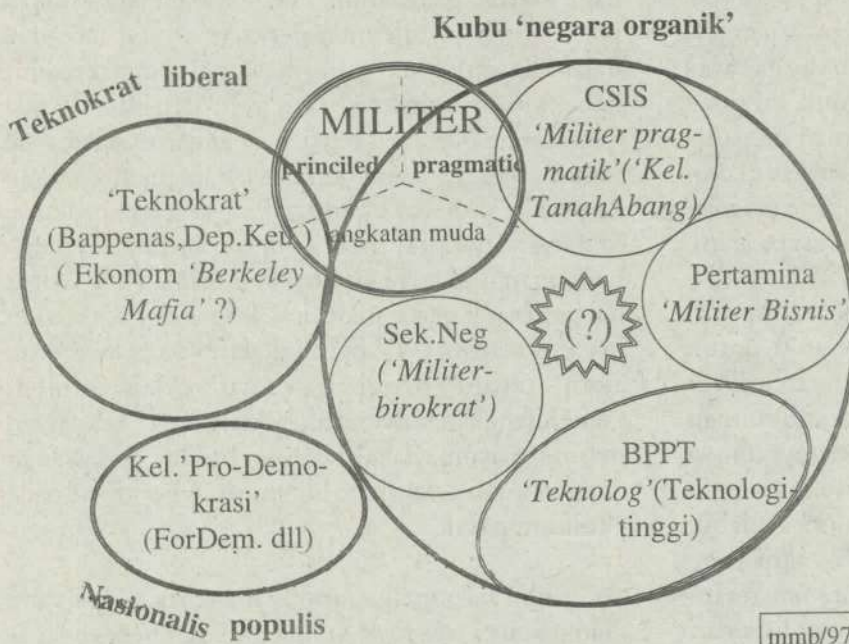 Kubu ‘negara organik’
Teknokrat liberal
MILITER
princiled pragmatic
angkatan muda
CSIS
‘Militer prag-
matik’(‘Kel.
TanahAbang).
‘Teknokrat’
(Bappenas,Dep.Keu.)
( Ekonom ‘Berkeley
Mafia’ ?)
Pertamina
‘Militer Bisnis’
(?)
Sek.Neg
(‘Militer-
birokrat’)
BPPT
‘Teknolog’(Teknologi-
tinggi)
Kel.‘Pro-Demo-
krasi’
(ForDem. dll)
Nasionalis populis
mmb/97